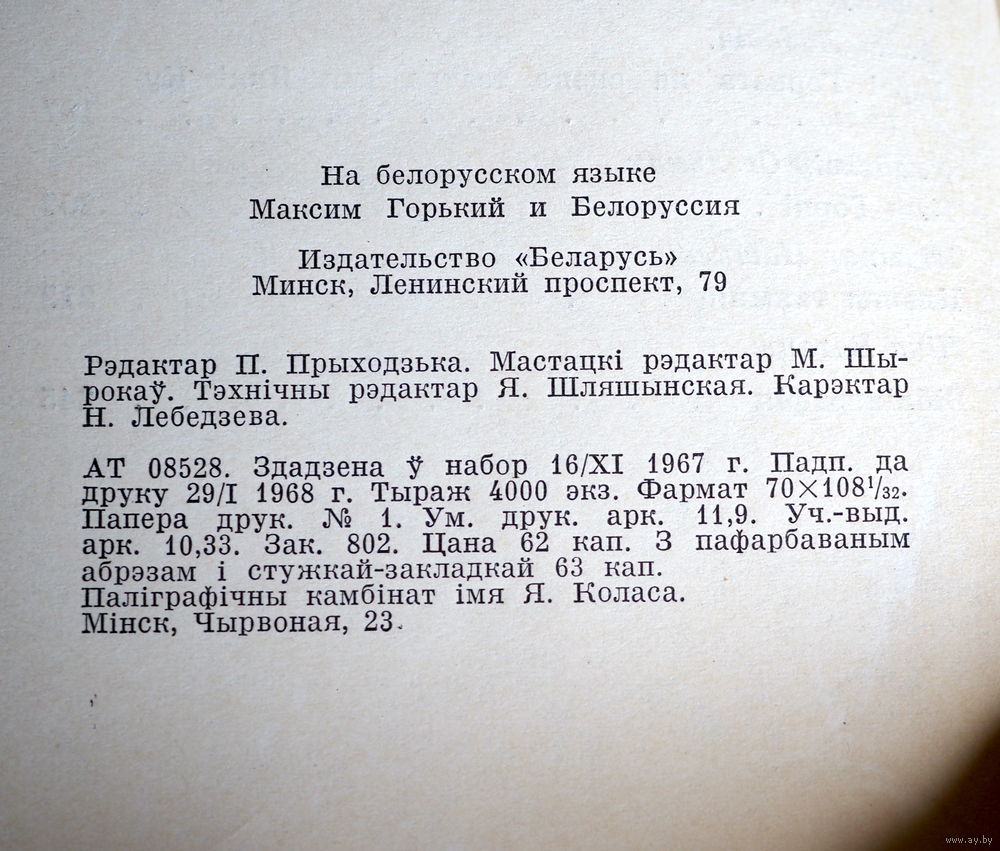 На белорусском языке
Максим Горький и Белоруссия
Издательство «Беларусь»
Минск, Ленинский проспект, 79
Рэдактар П. Прыходзька. Мастацкі рэдактар М. Шы-
рокаў. Тэхнічны рэдактар Я. Шляшынская. Карэктар
Н. Лебедзева.
АТ 08528. Здадзена ў набор 16/XI 1967 г. Падп. да
друку 29/I 1968 г. Тыраж 4000 экз. Фармат 70×108¹/₃₂.
Папера друк. № 1. Ум. друк. арк. 11,9. Уч.-выд.
арк. 10,33. Зак. 802. Цана 62 кап. З пафарбаваным
абрэзам і стужкай-закладкай 63 кап.
Паліграфічны камбінат імя Я. Коласа.
Мінск, Чырвоная, 23.
www.ay.by